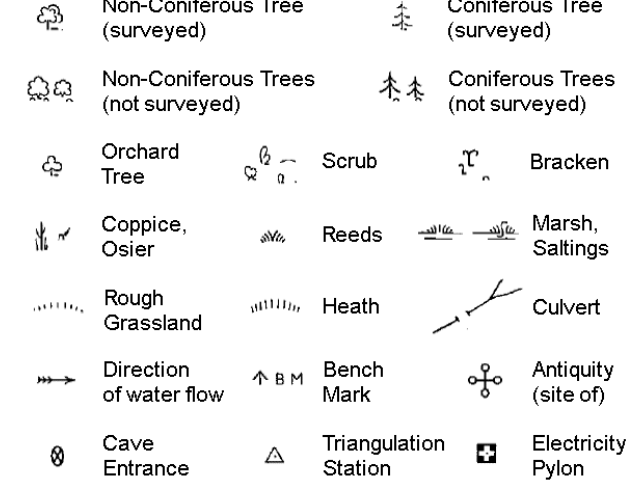 Non-Coniferous Tree
(surveyed)
Coniferous Tree
(surveyed)
Non-Coniferous Trees
(not surveyed)
Coniferous Trees
(not surveyed)
Orchard
Tree
Scrub
Bracken
Coppice,
Osier
Reeds
Marsh,
Saltings
Rough
Grassland
Heath
Culvert
Direction
of water flow
B M
Bench
Mark
Antiquity
(site of)
Cave
Entrance
Triangulation
Station
Electricity
Pylon